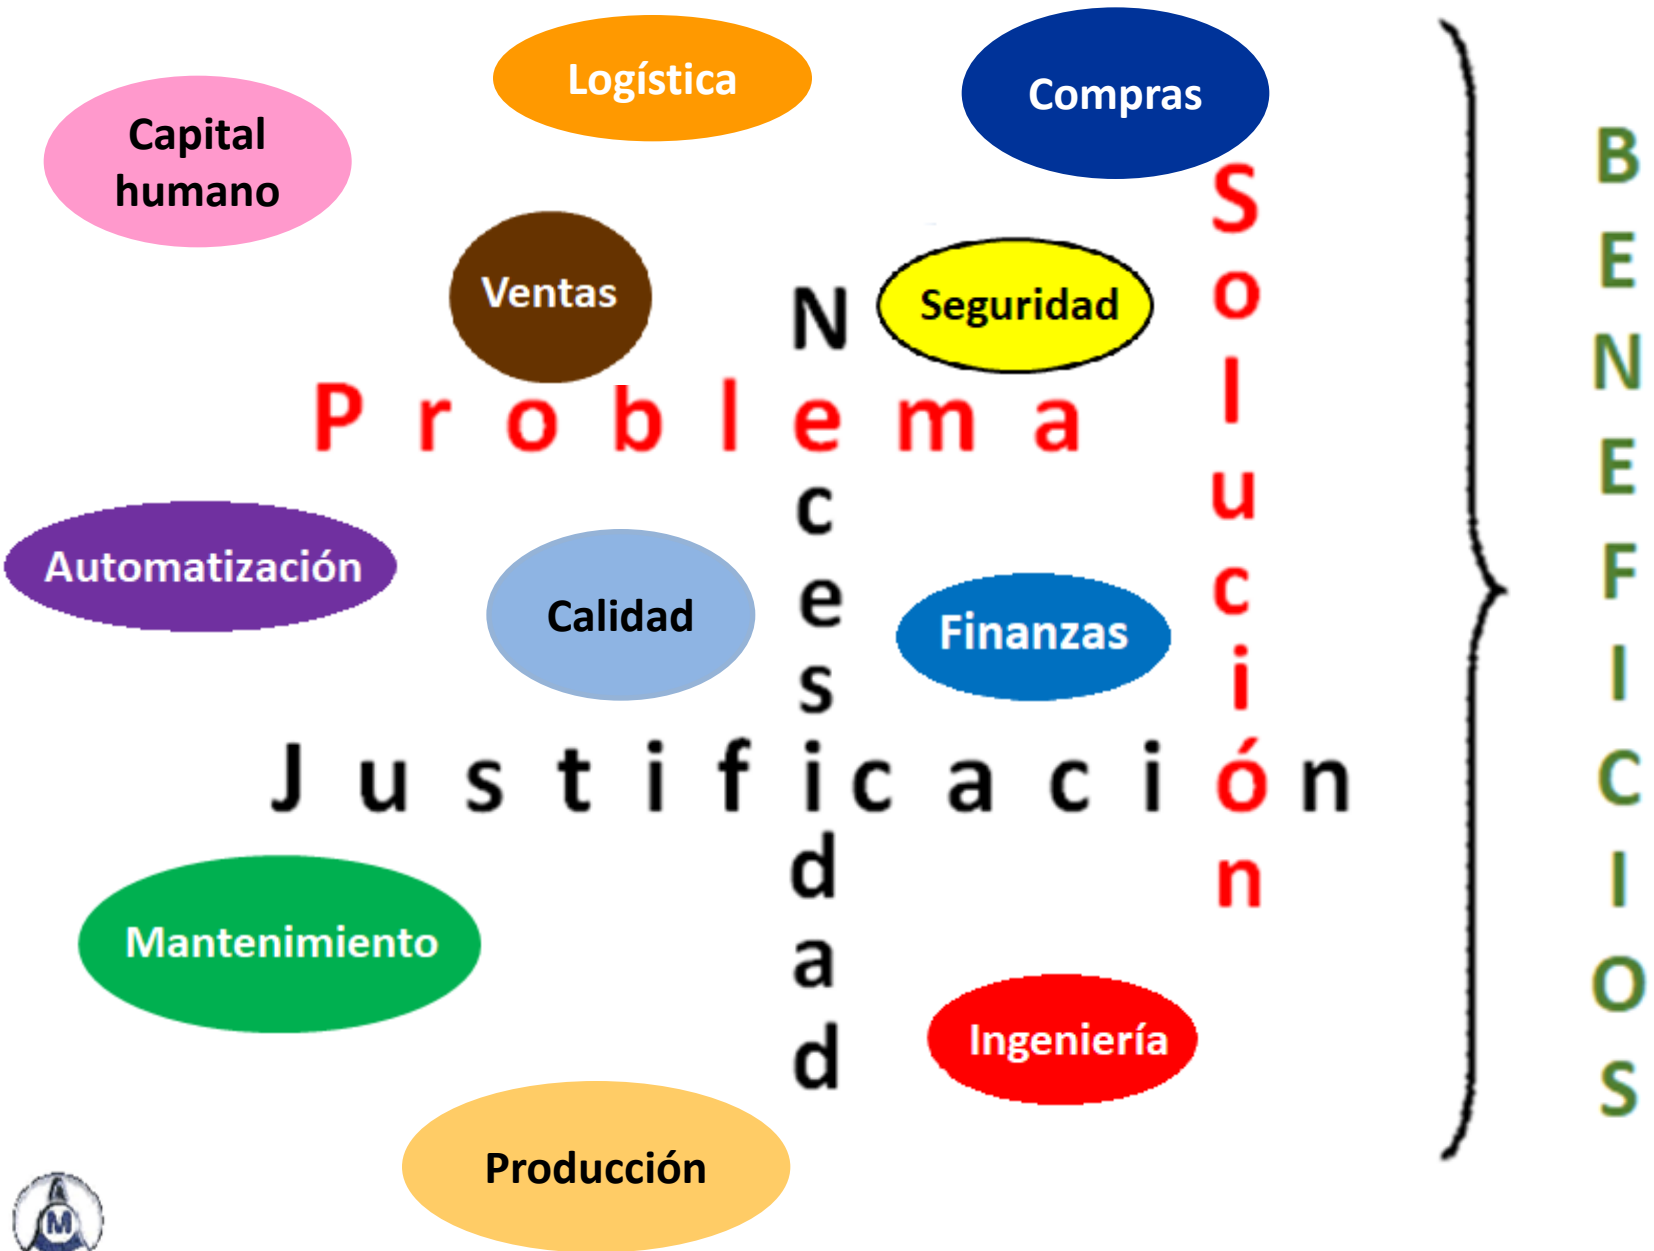 Logística
Compras
Capital
humano
Ventas
Seguridad
Problema
Necesidad
Solución
Automatización
Calidad
Finanzas
Justificación
Mantenimiento
Ingeniería
Producción
BENEFICIOS
M